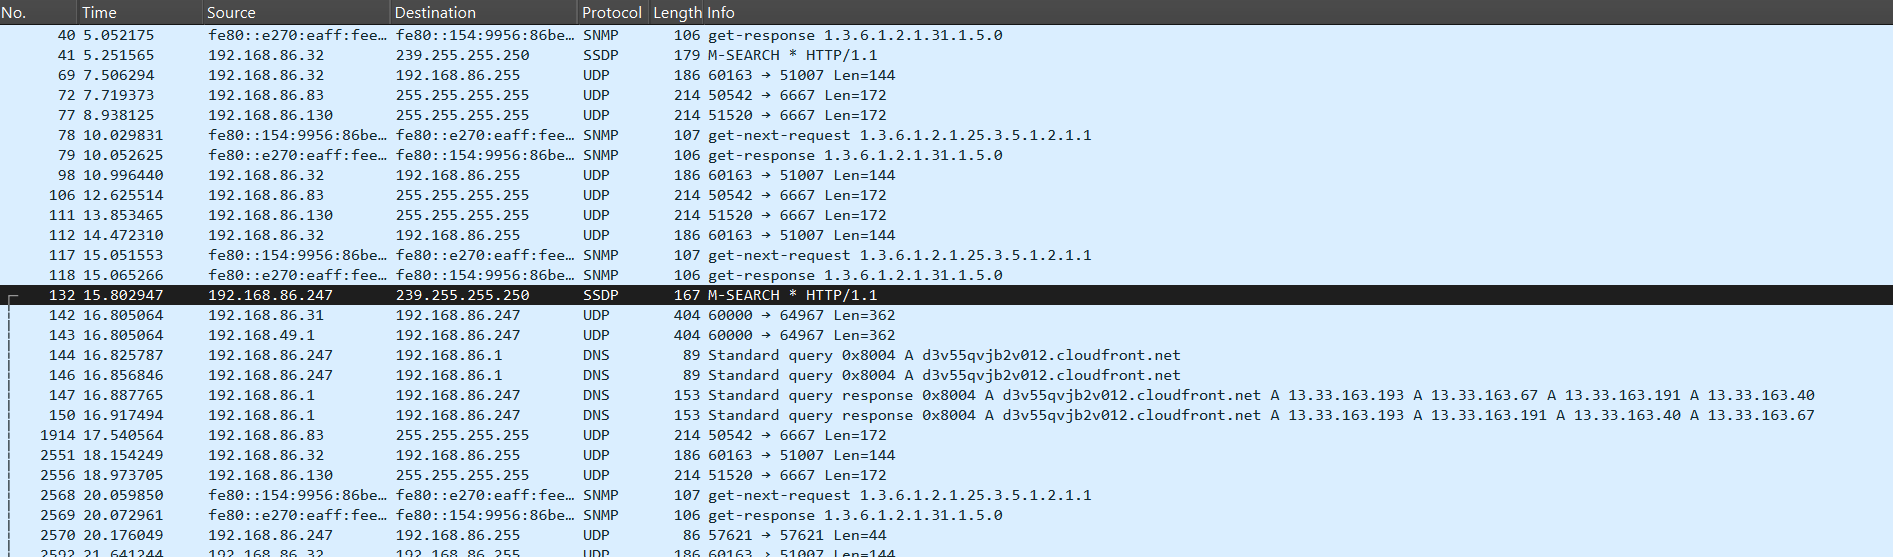 No. Time Source Destination Protocol Length Info
40 5.052175 fe80::e270:eaff:fee… fe80::154:9956:86be… SNMP 106 get-response 1.3.6.1.2.1.31.1.5.0
41 5.251565 192.168.86.32 239.255.255.250 SSDP 179 M-SEARCH * HTTP/1.1
69 7.506294 192.168.86.32 192.168.86.255 UDP 186 60163 → 51007 Len=144
72 7.719373 192.168.86.83 255.255.255.255 UDP 214 50542 → 6667 Len=172
77 8.938125 192.168.86.130 255.255.255.255 UDP 214 51520 → 6667 Len=172
78 10.029831 fe80::154:9956:86be… fe80::e270:eaff:fee… SNMP 107 get-next-request 1.3.6.1.2.1.25.3.5.1.2.1.1
79 10.052625 fe80::e270:eaff:fee… fe80::154:9956:86be… SNMP 106 get-response 1.3.6.1.2.1.31.1.5.0
98 10.996440 192.168.86.32 192.168.86.255 UDP 186 60163 → 51007 Len=144
106 12.625514 192.168.86.83 255.255.255.255 UDP 214 50542 → 6667 Len=172
111 13.853465 192.168.86.130 255.255.255.255 UDP 214 51520 → 6667 Len=172
112 14.472310 192.168.86.32 192.168.86.255 UDP 186 60163 → 51007 Len=144
117 15.051553 fe80::154:9956:86be… fe80::e270:eaff:fee… SNMP 107 get-next-request 1.3.6.1.2.1.25.3.5.1.2.1.1
118 15.065266 fe80::e270:eaff:fee… fe80::154:9956:86be… SNMP 106 get-response 1.3.6.1.2.1.31.1.5.0
132 15.802947 192.168.86.247 239.255.255.250 SSDP 167 M-SEARCH * HTTP/1.1
142 16.805064 192.168.86.31 192.168.86.247 UDP 404 60000 → 64967 Len=362
143 16.805064 192.168.49.1 192.168.86.247 UDP 404 60000 → 64967 Len=362
144 16.825787 192.168.86.247 192.168.86.1 DNS 89 Standard query 0x8004 A d3v55qvjb2v012.cloudfront.net
146 16.856846 192.168.86.247 192.168.86.1 DNS 89 Standard query 0x8004 A d3v55qvjb2v012.cloudfront.net
147 16.887765 192.168.86.1 192.168.86.247 DNS 153 Standard query response 0x8004 A d3v55qvjb2v012.cloudfront.net A 13.33.163.193 A 13.33.163.67 A 13.33.163.191 A 13.33.163.40
150 16.917494 192.168.86.1 192.168.86.247 DNS 153 Standard query response 0x8004 A d3v55qvjb2v012.cloudfront.net A 13.33.163.193 A 13.33.163.191 A 13.33.163.40 A 13.33.163.67
1914 17.540564 192.168.86.83 255.255.255.255 UDP 214 50542 → 6667 Len=172
2551 18.154249 192.168.86.32 192.168.86.255 UDP 186 60163 → 51007 Len=144
2556 18.973705 192.168.86.130 255.255.255.255 UDP 214 51520 → 6667 Len=172
2568 20.059850 fe80::154:9956:86be… fe80::e270:eaff:fee… SNMP 107 get-next-request 1.3.6.1.2.1.25.3.5.1.2.1.1
2569 20.072961 fe80::e270:eaff:fee… fe80::154:9956:86be… SNMP 106 get-response 1.3.6.1.2.1.31.1.5.0
2570 20.176049 192.168.86.247 192.168.86.255 UDP 86 57621 → 57621 Len=44
2592 21.641244 192.168.86.32 192.168.86.255 UDP 186 60163 → 51007 Len=144